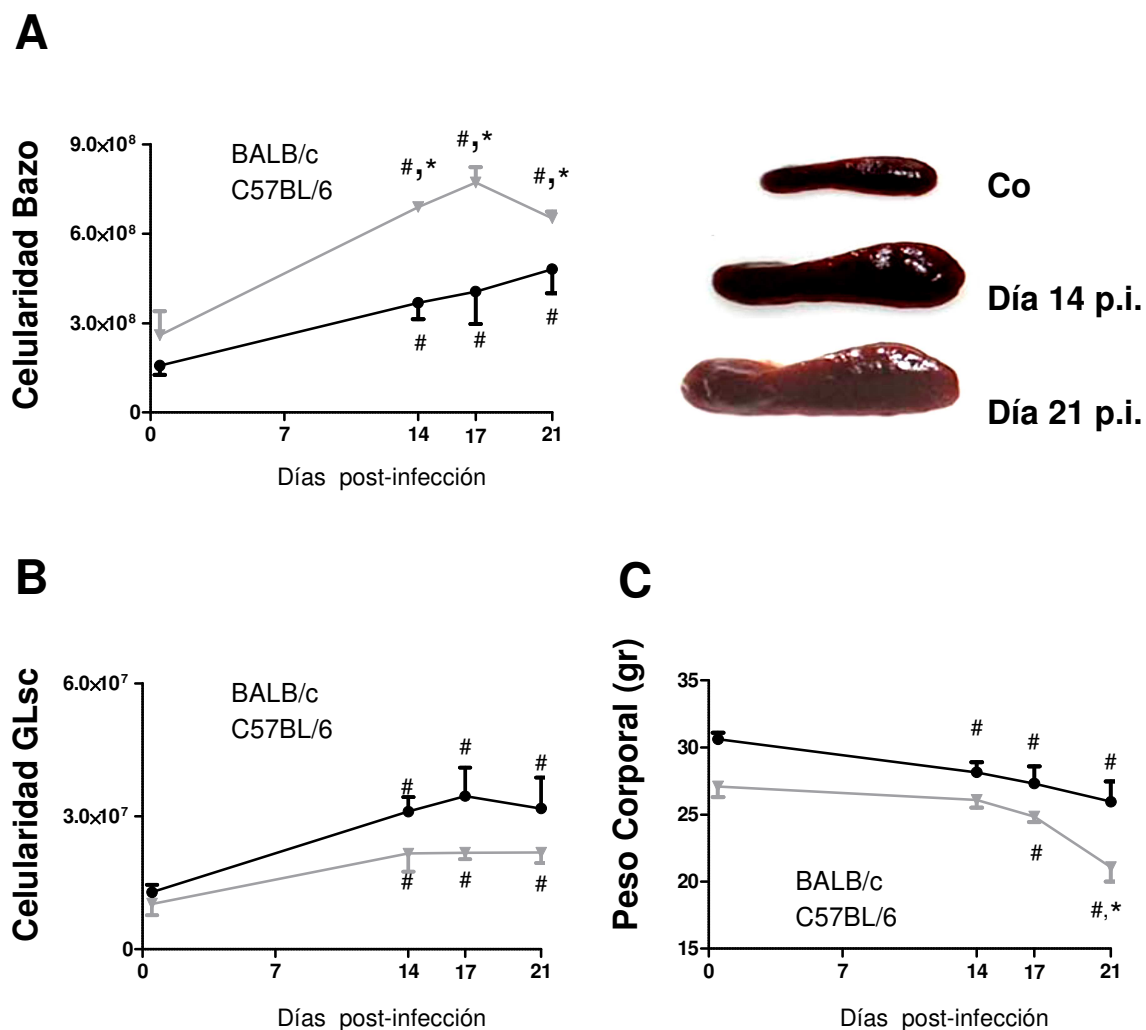 A
Celularidad Bazo
9.0×10⁸
6.0×10⁸
3.0×10⁸
0
BALB/c
C57BL/6
#,*
#,*
#,*
#
#
#
0 7 14 17 21
Días post-infección
Co
Día 14 p.i.
Día 21 p.i.
B
Celularidad GLsc
6.0×10⁷
3.0×10⁷
0
BALB/c
C57BL/6
#
#
#
#
#
#
0 7 14 17 21
Días post-infección
C
Peso Corporal (gr)
35
30
25
20
15
#
#
#
#
#,*
BALB/c
C57BL/6
0 7 14 17 21
Días post-infección